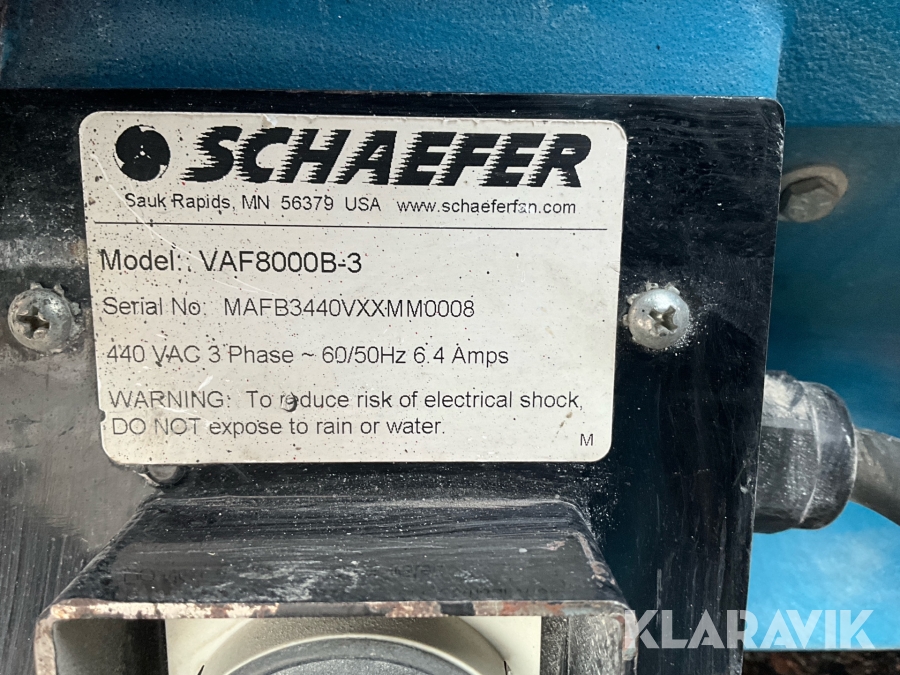 SCHAEFER
Sauk Rapids, MN 56379 USA www.schaeferfan.com
Model: VAF8000B-3
Serial No: MAFB3440VXXMM0008
440 VAC 3 Phase ~ 60/50Hz 6.4 Amps
WARNING: To reduce risk of electrical shock,
DO NOT expose to rain or water.
M
KLARAVIK